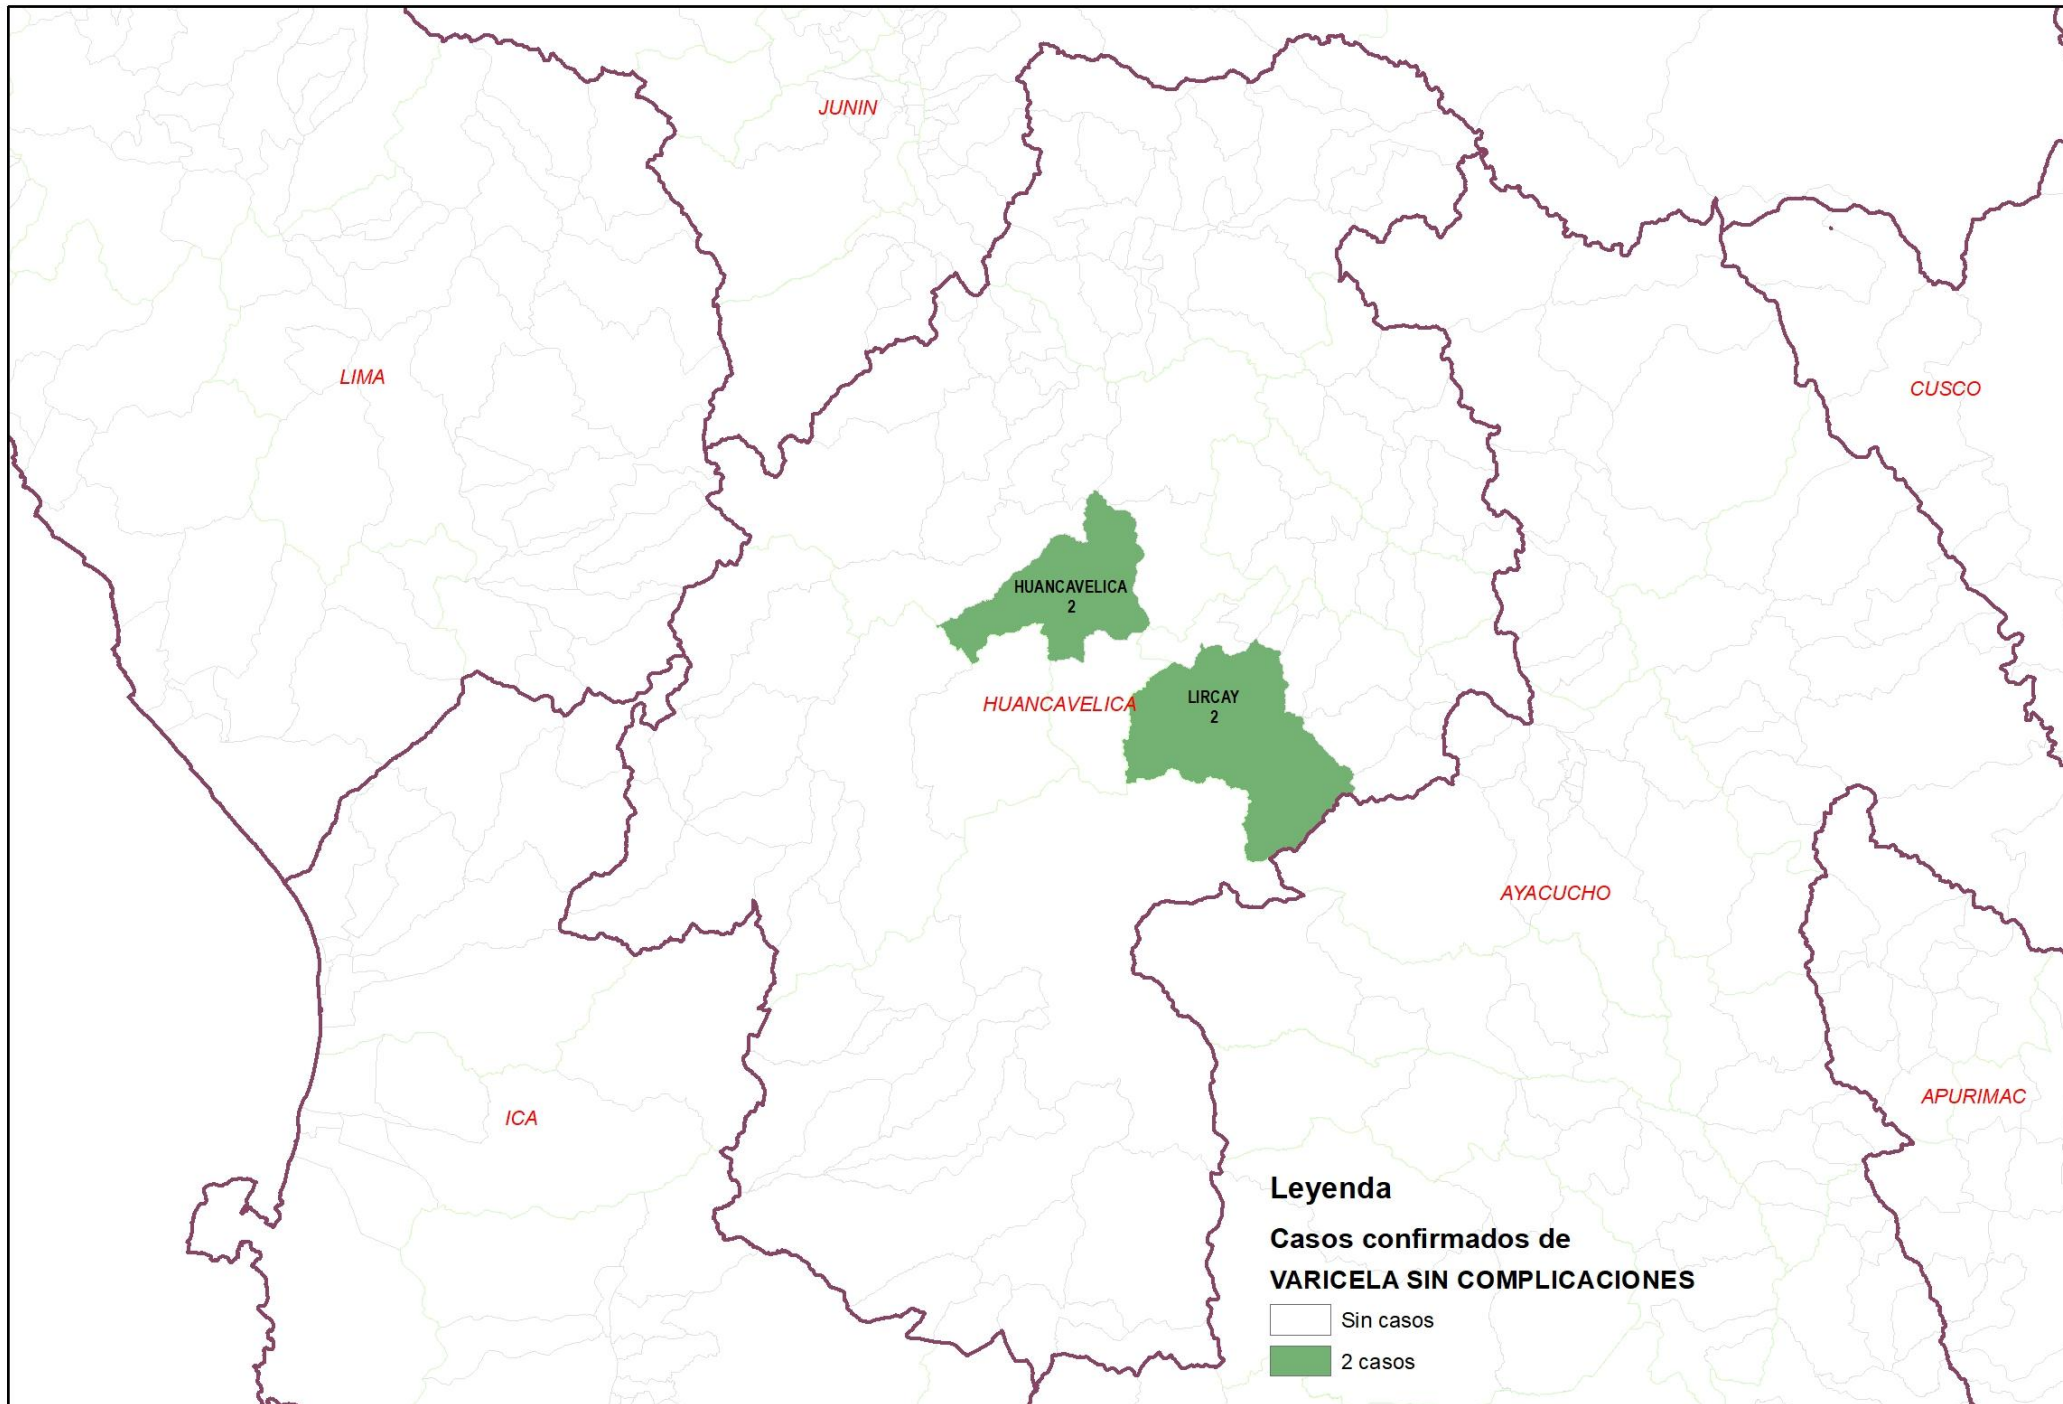 JUNIN
LIMA
CUSCO
HUANCAVELICA
2
HUANCAVELICA
LIRCAY
2
AYACUCHO
APURIMAC
ICA
Leyenda
Casos confirmados de
VARICELA SIN COMPLICACIONES
Sin casos
2 casos